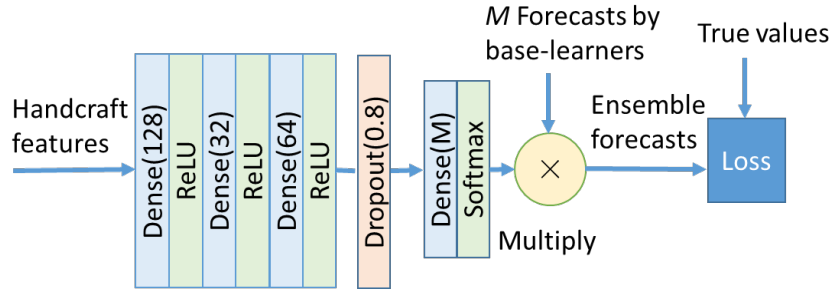 Handcraft
features
Dense(128)
ReLU
Dense(32)
ReLU
Dense(64)
ReLU
Dropout(0.8)
Dense(M)
Softmax
M Forecasts by
base-learners
×
Multiply
Ensemble
forecasts
True values
Loss